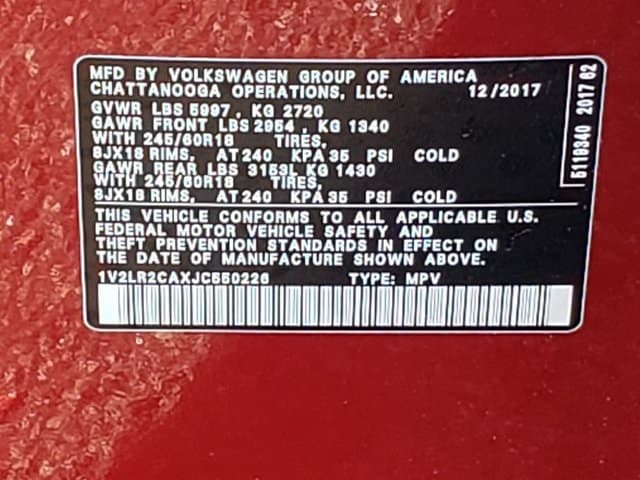 MFD BY VOLKSWAGEN GROUP OF AMERICA
CHATTANOOGA OPERATIONS, LLC. 12/2017
GVWR LBS 5997 , KG 2720
GAWR FRONT LBS 2954 , KG 1340
WITH 245/60R18 TIRES,
8JX18 RIMS, AT 240 KPA 35 PSI COLD
GAWR REAR LBS 3153L KG 1430
WITH 245/60R18 TIRES,
8JX18 RIMS, AT 240 KPA 35 PSI COLD
THIS VEHICLE CONFORMS TO ALL APPLICABLE U.S.
FEDERAL MOTOR VEHICLE SAFETY AND
THEFT PREVENTION STANDARDS IN EFFECT ON
THE DATE OF MANUFACTURE SHOWN ABOVE.
1V2LR2CAXJC550226 TYPE: MPV
5119340 2017 62